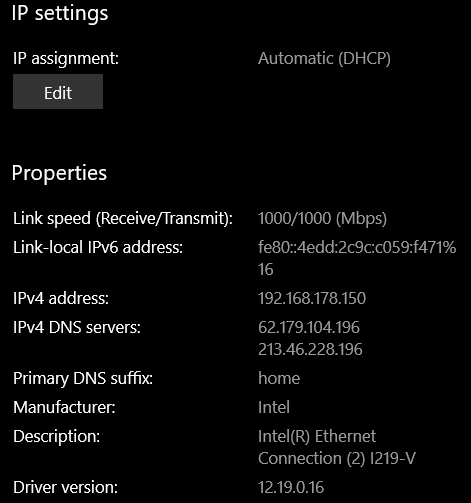 IP settings
IP assignment: Automatic (DHCP)
Edit
Properties
Link speed (Receive/Transmit): 1000/1000 (Mbps)
Link-local IPv6 address: fe80::4edd:2c9c:c059:f471%
16
IPv4 address: 192.168.178.150
IPv4 DNS servers: 62.179.104.196
213.46.228.196
Primary DNS suffix: home
Manufacturer: Intel
Description: Intel(R) Ethernet
Connection (2) I219-V
Driver version: 12.19.0.16